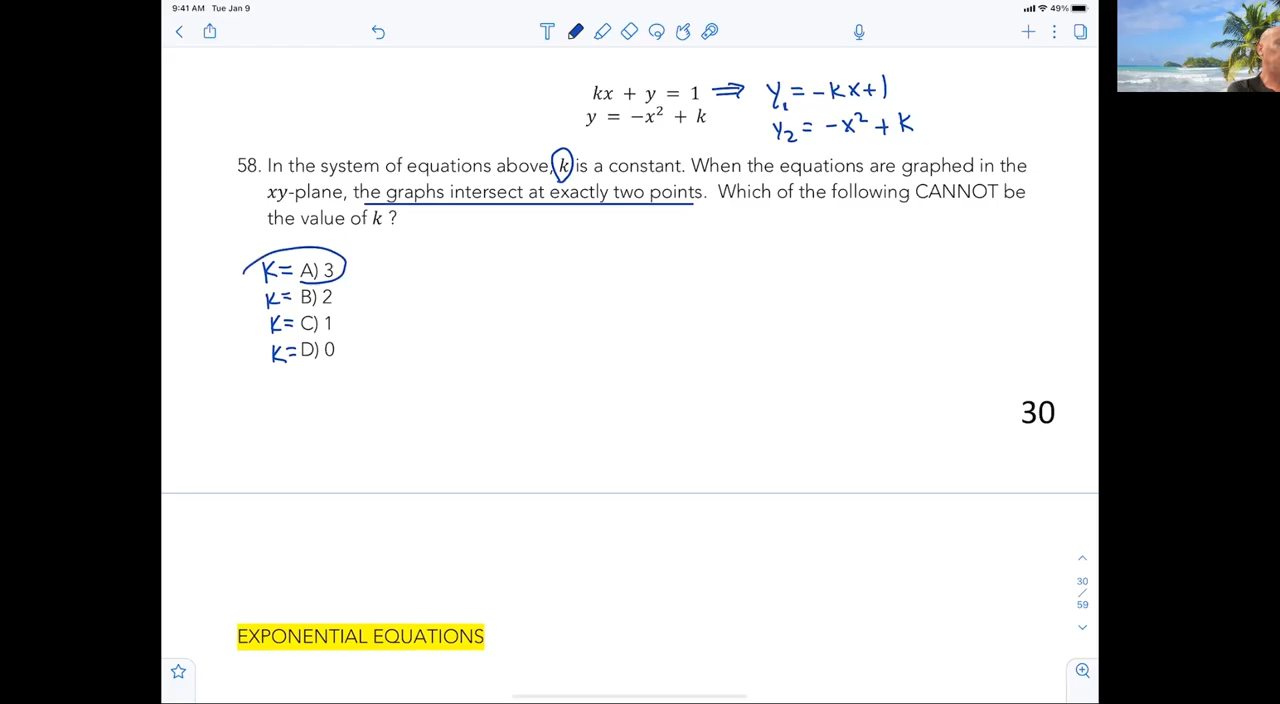 9:41 AM Tue Jan 9
49%
kx + y = 1 ⟹ y₁ = -kx+1
y = −x² + k y₂ = -x² + k
58. In the system of equations above, k is a constant. When the equations are graphed in the
xy-plane, the graphs intersect at exactly two points. Which of the following CANNOT be
the value of k ?
K= A) 3
K= B) 2
K= C) 1
K= D) 0
30
30
/
59
EXPONENTIAL EQUATIONS